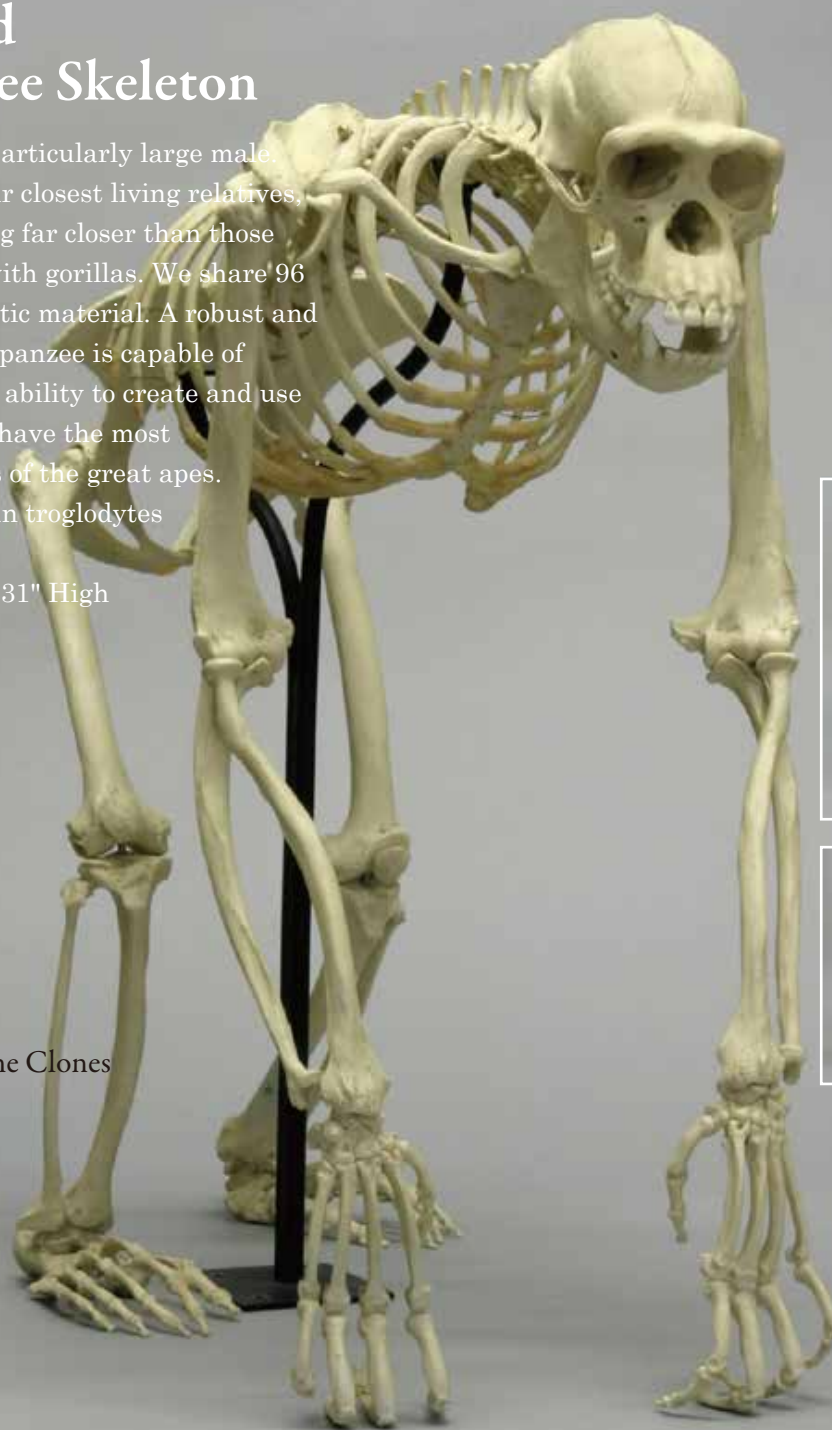 d
ee Skeleton
articularly large male.
r closest living relatives,
g far closer than those
with gorillas. We share 96
tic material. A robust and
panzee is capable of
ability to create and use
have the most
s of the great apes.
n troglodytes
31" High
ne Clones